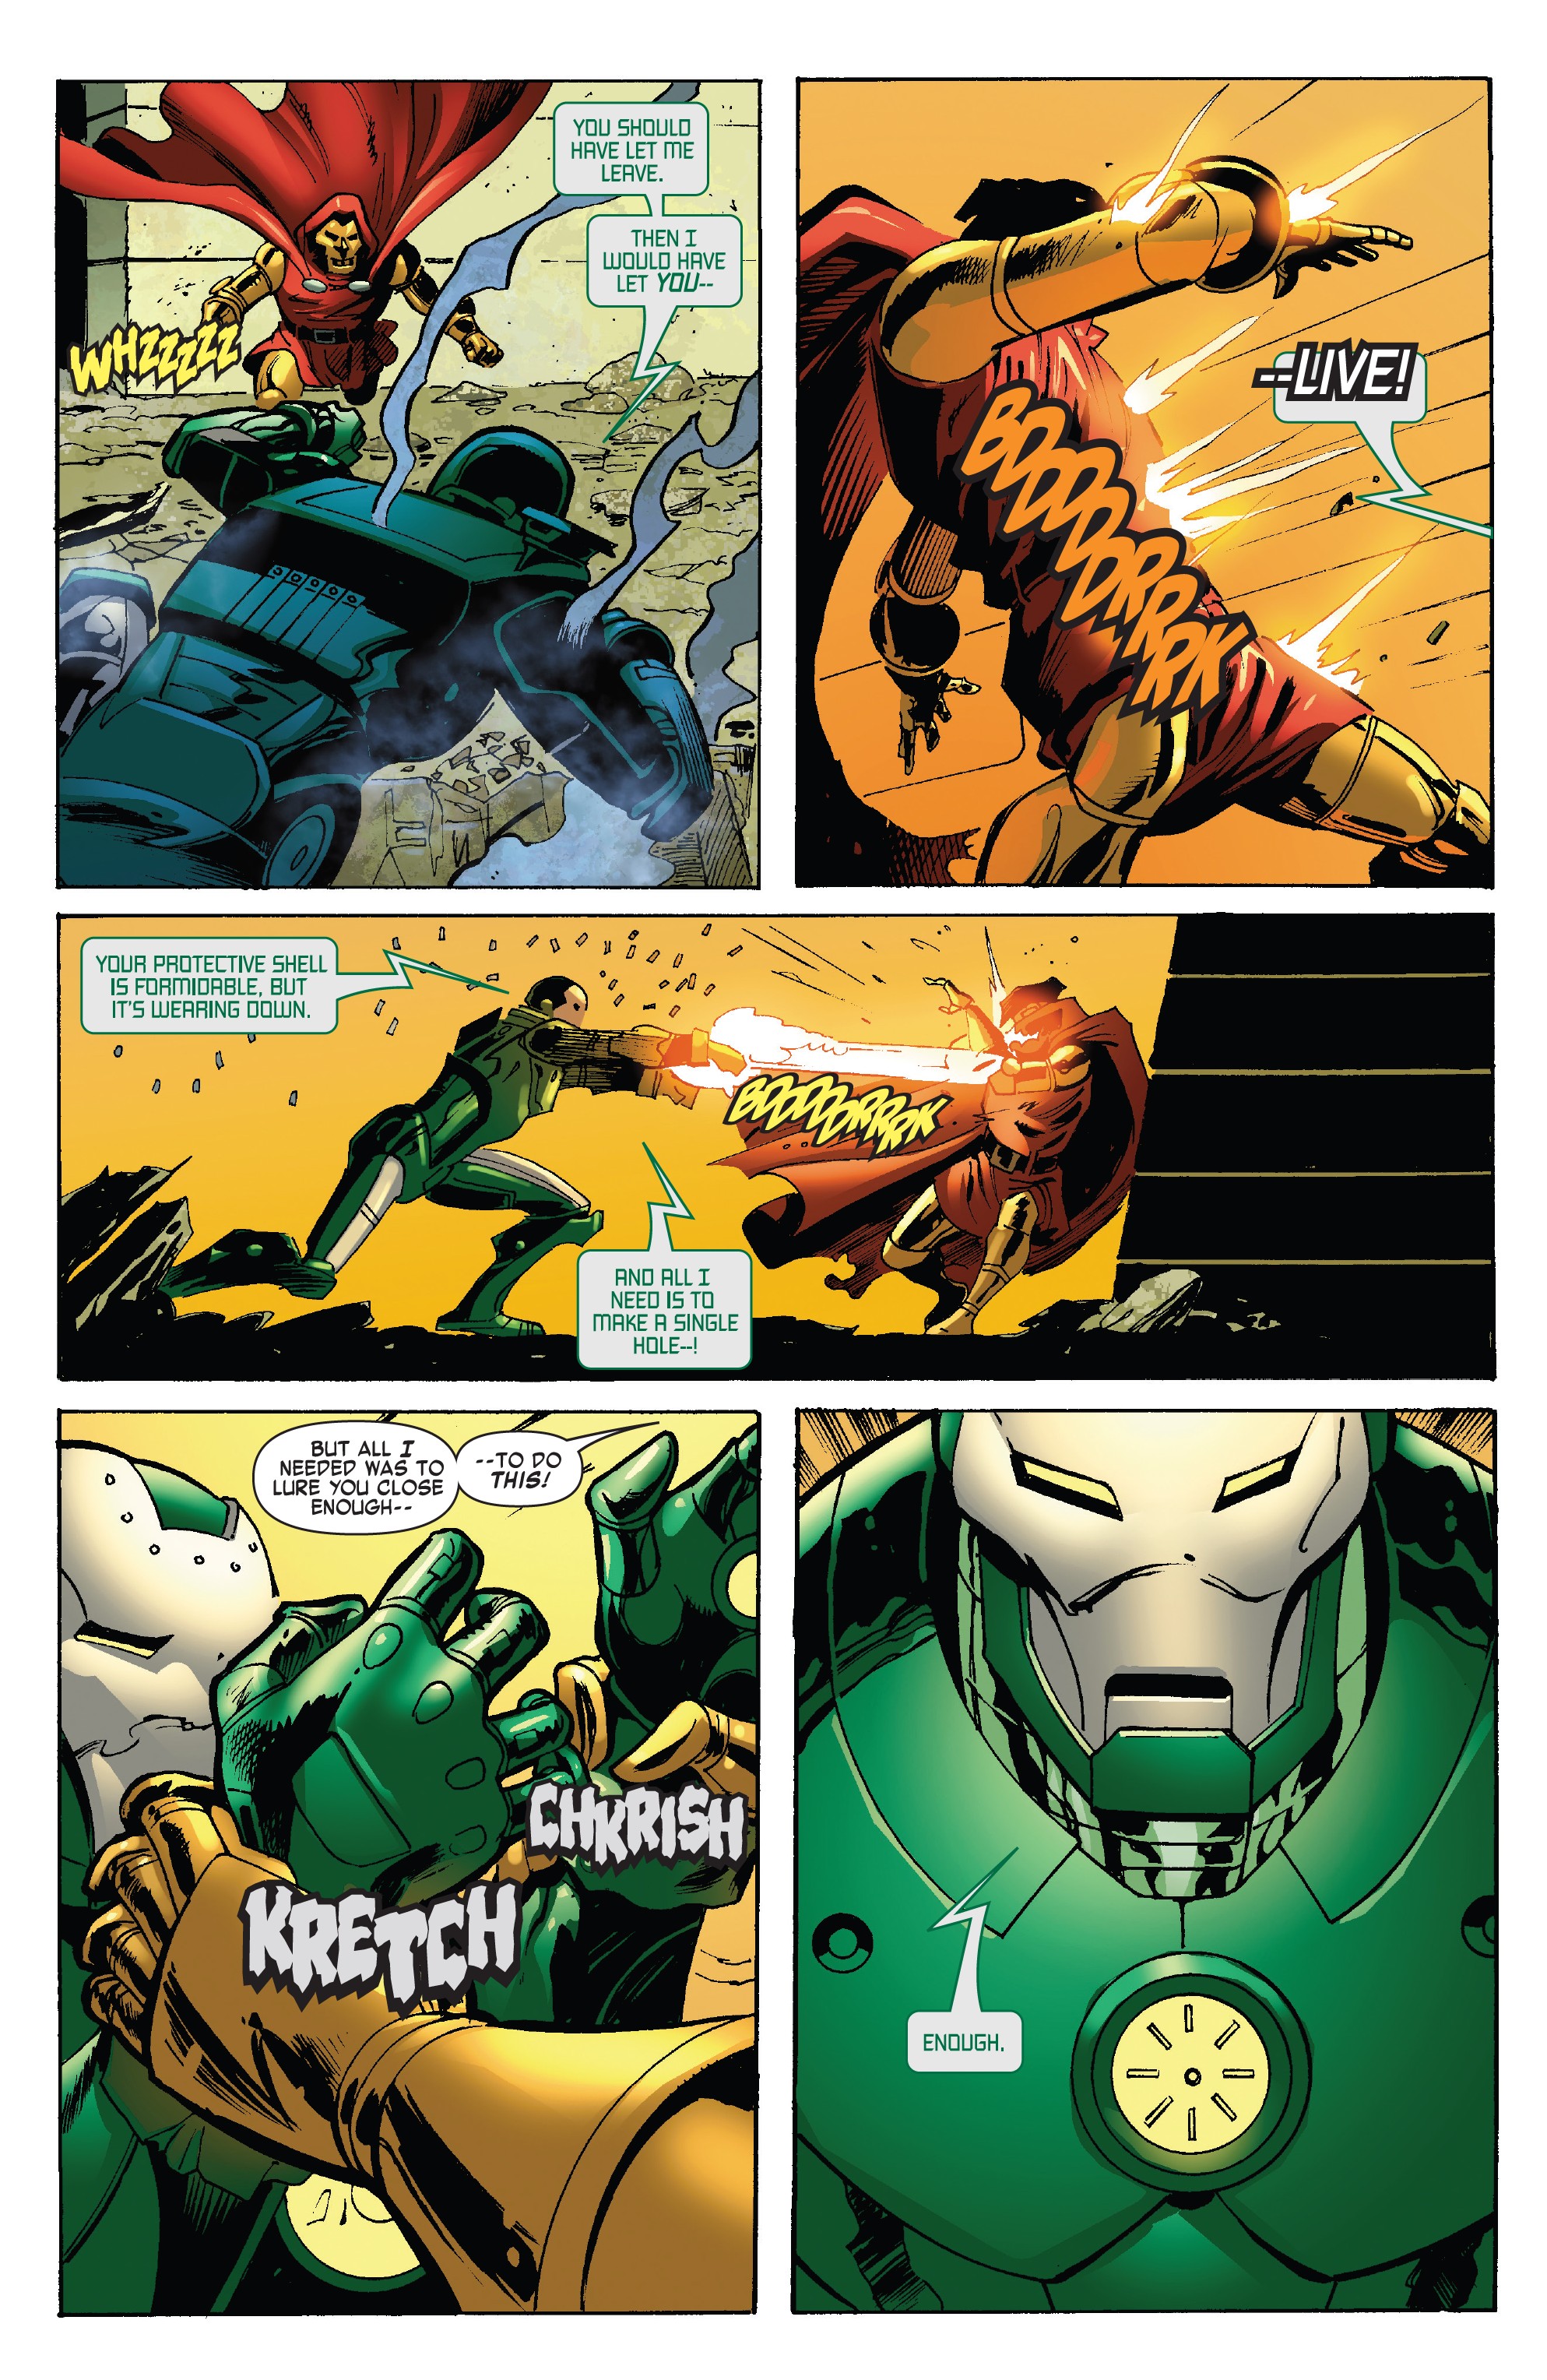 YOU SHOULD
HAVE LET ME
LEAVE.
THEN I
WOULD HAVE
LET YOU--
WHZZZZZ
--LIVE!
BOOOORRRRK
YOUR PROTECTIVE SHELL
IS FORMIDABLE, BUT
IT'S WEARING DOWN.
BOOOOORRRRK
AND ALL I
NEED IS TO
MAKE A SINGLE
HOLE--!
BUT ALL I
NEEDED WAS TO
LURE YOU CLOSE
ENOUGH--
--TO DO
THIS!
CHKRISH
KRETCH
ENOUGH.